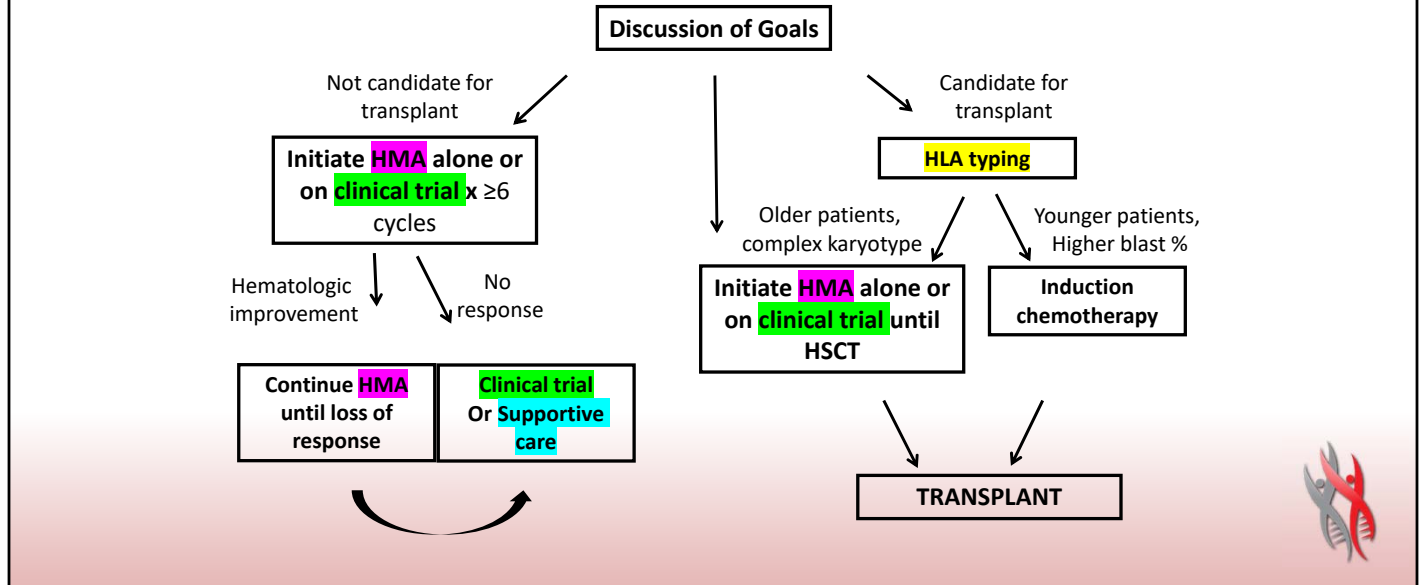 Discussion of Goals
Not candidate for
transplant
Initiate HMA alone or
on clinical trial x ≥6
cycles
Hematologic
improvement
No
response
Continue HMA
until loss of
response
Clinical trial
Or Supportive
care
Candidate for
transplant
HLA typing
Older patients,
complex karyotype
Younger patients,
Higher blast %
Initiate HMA alone or
on clinical trial until
HSCT
Induction
chemotherapy
TRANSPLANT